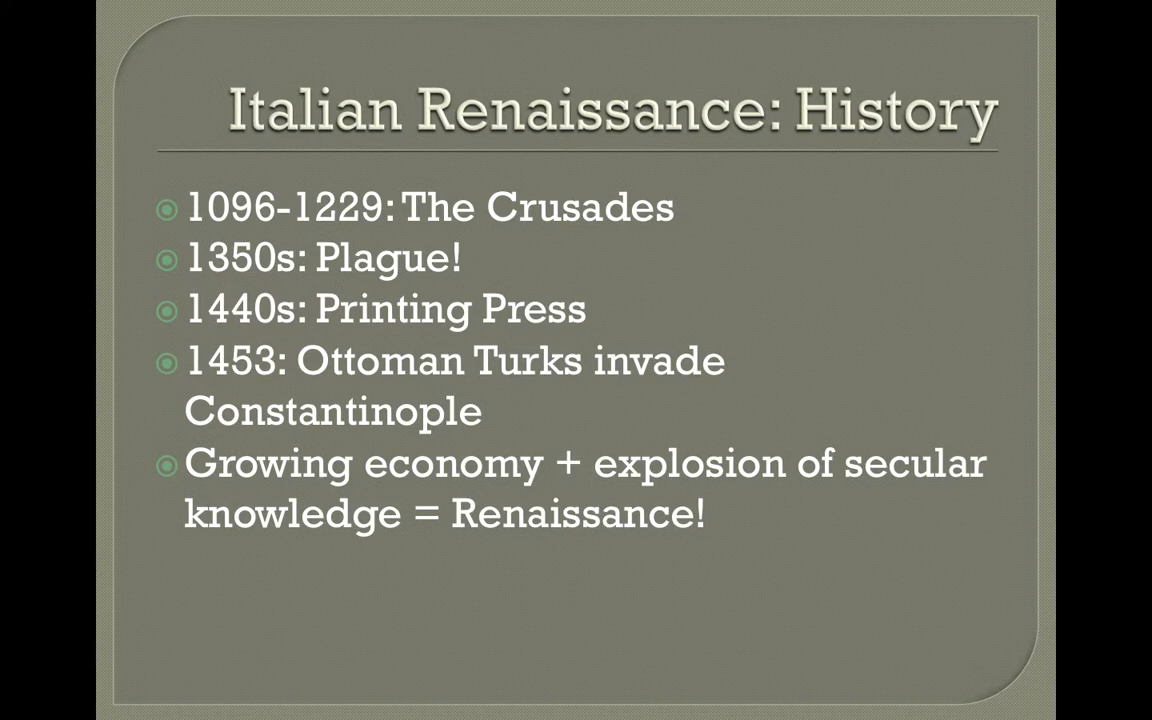 Italian Renaissance: History
1096-1229: The Crusades
1350s: Plague!
1440s: Printing Press
1453: Ottoman Turks invade
Constantinople
Growing economy + explosion of secular
knowledge = Renaissance!